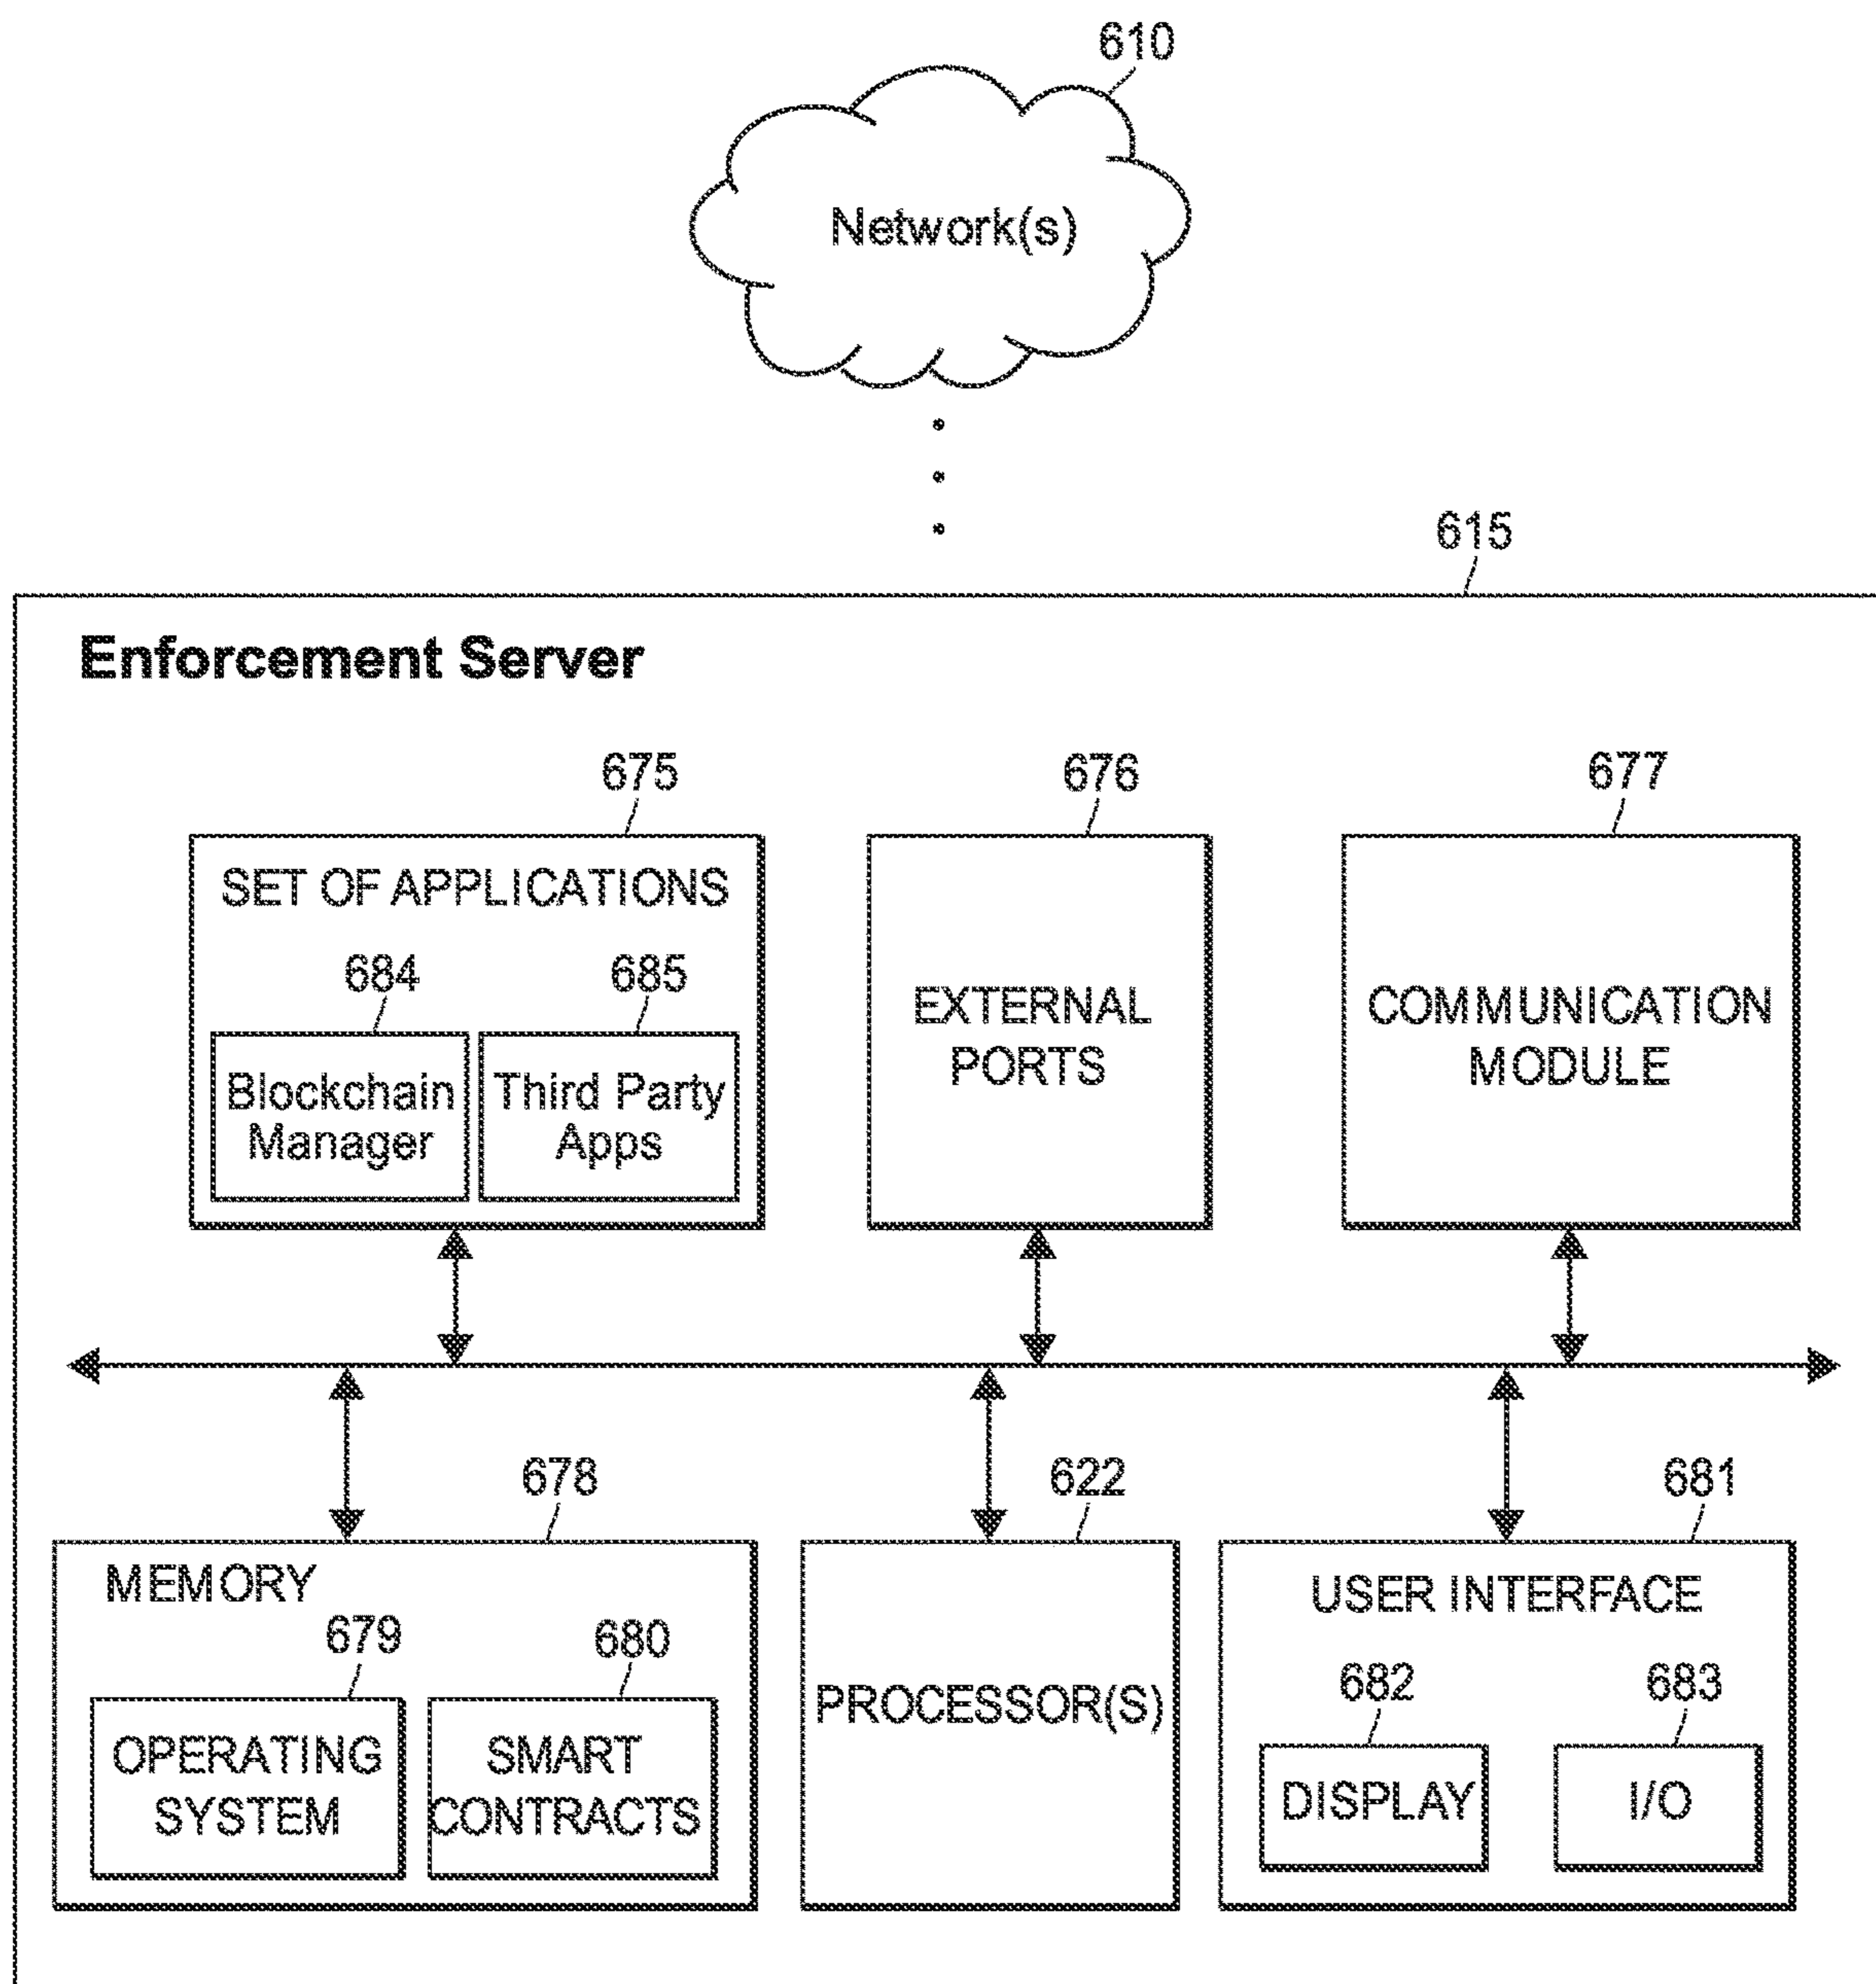 610
Network(s)
615
Enforcement Server
675
676
677
SET OF APPLICATIONS
684
685
Blockchain
Manager
Third Party
Apps
EXTERNAL
PORTS
COMMUNICATION
MODULE
678
622
681
MEMORY
679
680
OPERATING
SYSTEM
SMART
CONTRACTS
PROCESSOR(S)
USER INTERFACE
682
683
DISPLAY
I/O